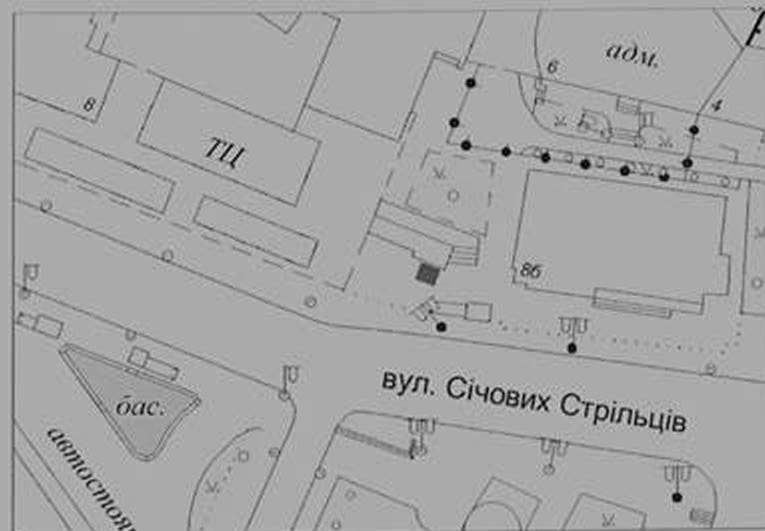 адм.
6
4
8
ТЦ
8б
вул. Січових Стрільців
бас.
автостоя